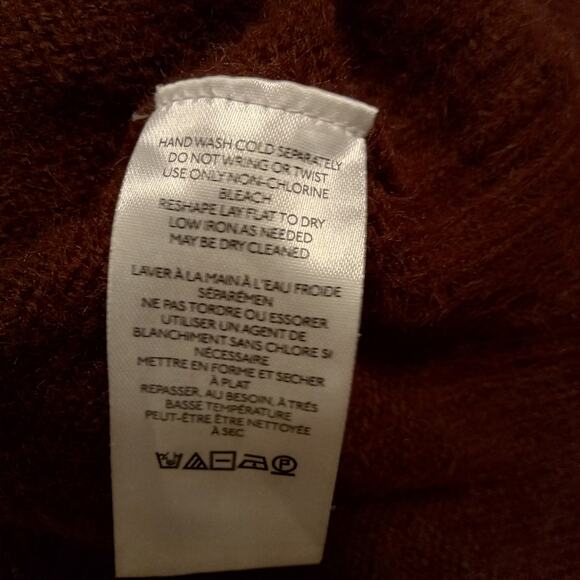 HAND WASH COLD SEPARATELY
DO NOT WRING OR TWIST
USE ONLY NON-CHLORINE
BLEACH
RESHAPE LAY FLAT TO DRY
LOW IRON AS NEEDED
MAY BE DRY CLEANED
LAVER À LA MAIN À L'EAU FROIDE
SÉPARÉMEN
NE PAS TORDRE OU ESSORER
UTILISER UN AGENT DE
BLANCHIMENT SANS CHLORE SI
NÉCESSAIRE
METTRE EN FORME ET SECHER
À PLAT
REPASSER, AU BESOIN, À TRÉS
BASSE TEMPÉRATURE
PEUT-ÊTRE ÊTRE NETTOYÉE
À SEC
P